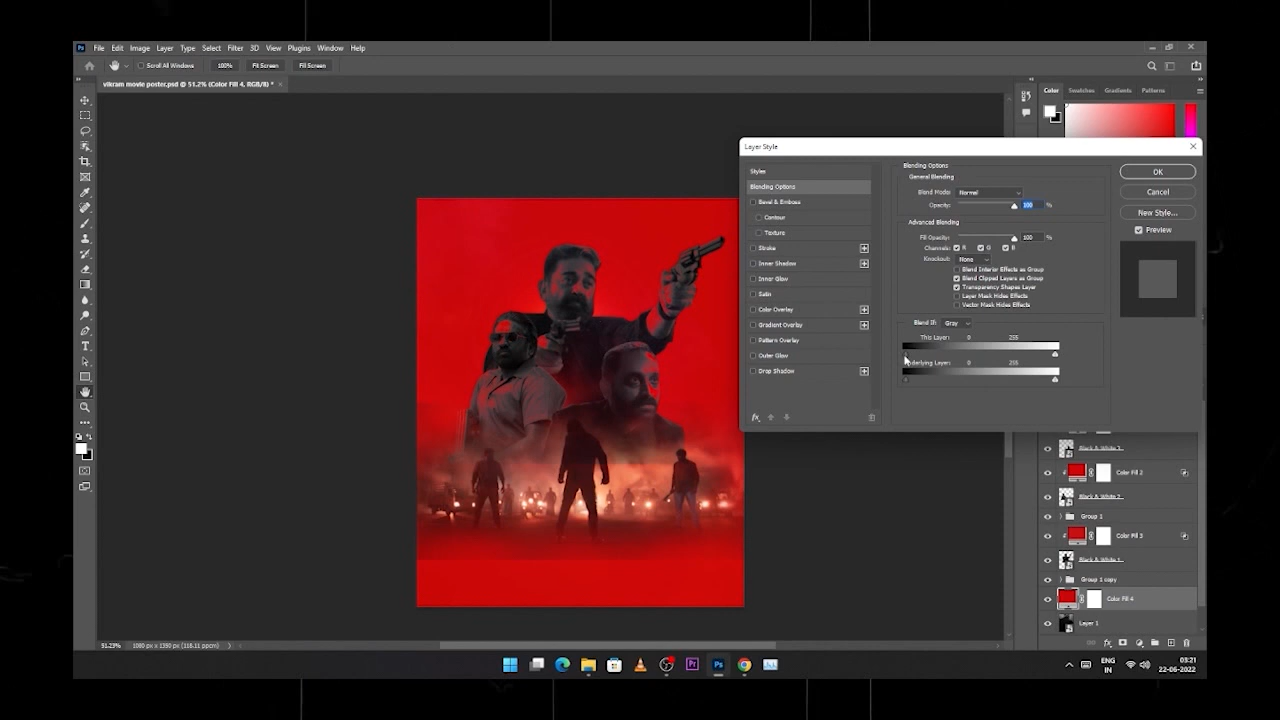 Ps File Edit Image Layer Type Select Filter 3D View Plugins Window Help
Scroll All Windows 100% Fit Screen Fill Screen
vikram movie poster.psd @ 51.2% (Color Fill 4, RGB/8) *
Color Swatches Gradients Patterns
Layer Style
Styles
Blending Options
Bevel & Emboss
Contour
Texture
Stroke
Inner Shadow
Inner Glow
Satin
Color Overlay
Gradient Overlay
Pattern Overlay
Outer Glow
Drop Shadow
fx
Blending Options
General Blending
Blend Mode: Normal
Opacity: 100 %
Advanced Blending
Fill Opacity: 100 %
Channels: R G B
Knockout: None
Blend Interior Effects as Group
Blend Clipped Layers as Group
Transparency Shapes Layer
Layer Mask Hides Effects
Vector Mask Hides Effects
Blend If: Gray
This Layer: 0 255
Underlying Layer: 0 255
OK
Cancel
New Style...
Preview
Black & White 3
Color Fill 2
Black & White 2
Group 1
Color Fill 3
Black & White 1
Group 1 copy
Color Fill 4
Layer 1
fx
51.23% 1080 px x 1350 px (118.11 ppcm)
Pr Ps
ENG
IN
03:21
22-06-2022